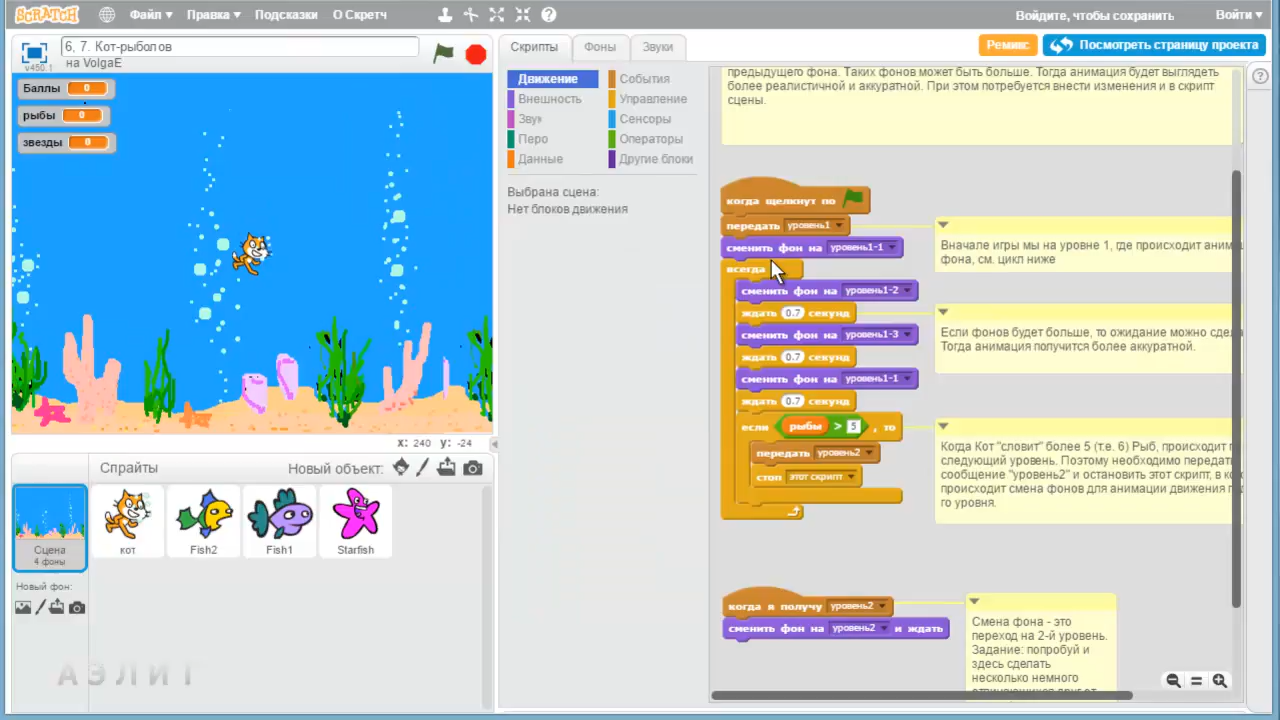 SCRATCH
Файл
Правка
Подсказки
О Скретч
Войдите, чтобы сохранить
Войти
v450.1
6, 7. Кот-рыболов
на VolgaE
Скрипты
Фоны
Звуки
Ремикс
Посмотреть страницу проекта
Баллы 0
рыбы 0
звезды 0
Движение
Внешность
Звук
Перо
Данные
События
Управление
Сенсоры
Операторы
Другие блоки
Выбрана сцена:
Нет блоков движения
предыдущего фона. Таких фонов может быть больше. Тогда анимация будет выглядеть
более реалистичной и аккуратной. При этом потребуется внести изменения и в скрипт
сцены.
когда щелкнут по
передать уровень1
сменить фон на уровень1-1
всегда
сменить фон на уровень1-2
ждать 0.7 секунд
сменить фон на уровень1-3
ждать 0.7 секунд
сменить фон на уровень1-1
ждать 0.7 секунд
если рыбы > 5 , то
передать уровень2
стоп этот скрипт
Вначале игры мы на уровне 1, где происходит аним
фона, см. цикл ниже
Если фонов будет больше, то ожидание можно сдел
Тогда анимация получится более аккуратной.
Когда Кот "словит" более 5 (т.е. 6) Рыб, происходит п
следующий уровень. Поэтому необходимо передать
сообщение "уровень2" и остановить этот скрипт, в ко
происходит смена фонов для анимации движения п
го уровня.
когда я получу уровень2
сменить фон на уровень2 и ждать
Смена фона - это
переход на 2-й уровень.
Задание: попробуй и
здесь сделать
несколько немного
x: 240 y: -24
Спрайты
Новый объект:
Сцена
4 фоны
кот
Fish2
Fish1
Starfish
Новый фон:
АЭЛИТ